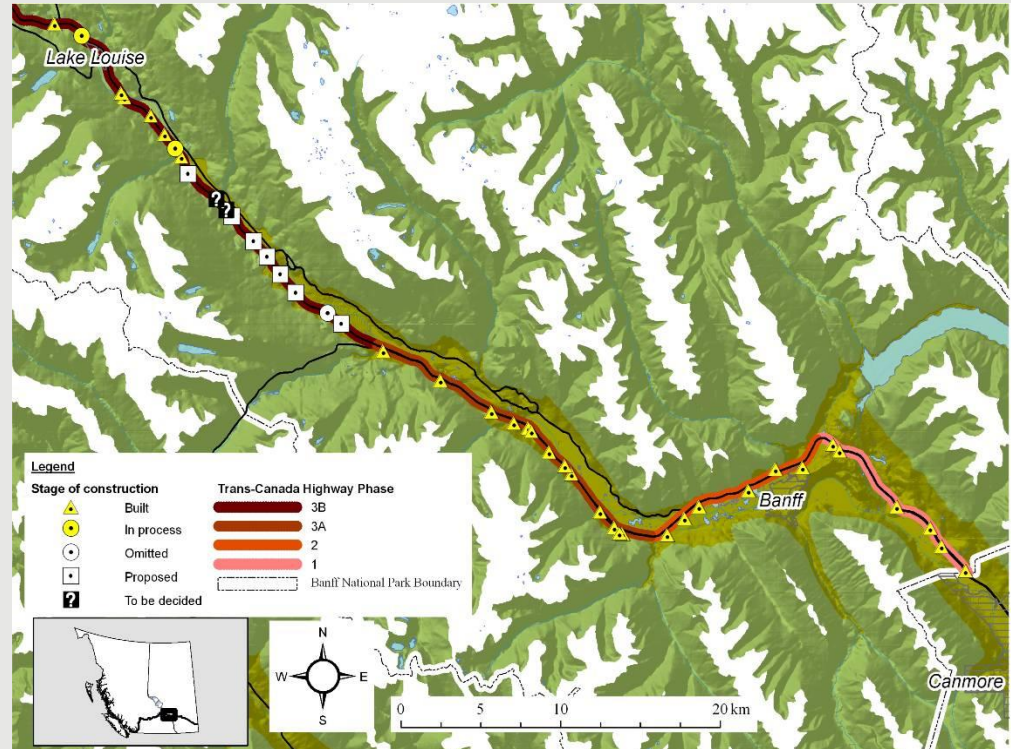 Lake Louise
?
?
Banff
Canmore
Legend
Stage of construction
Built
In process
Omitted
Proposed
? To be decided
Trans-Canada Highway Phase
3B
3A
2
1
Banff National Park Boundary
N
W E
S
0 5 10 20 km